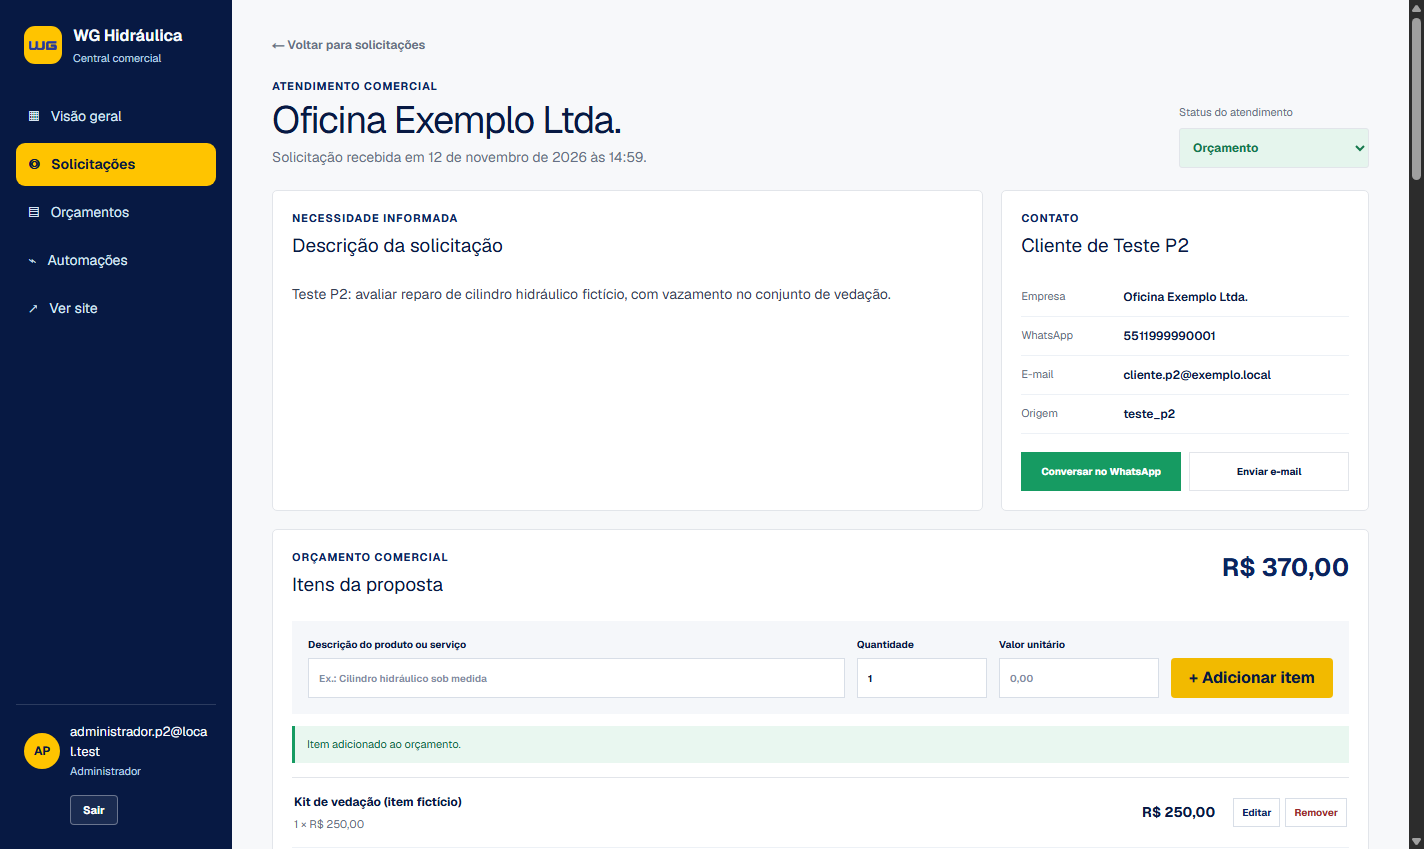 WG
WG Hidráulica
Central comercial
Visão geral
Solicitações
Orçamentos
Automações
Ver site
AP
administrador.p2@loca
l.test
Administrador
Sair
← Voltar para solicitações
ATENDIMENTO COMERCIAL
Oficina Exemplo Ltda.
Solicitação recebida em 12 de novembro de 2026 às 14:59.
Status do atendimento
Orçamento
NECESSIDADE INFORMADA
Descrição da solicitação
Teste P2: avaliar reparo de cilindro hidráulico fictício, com vazamento no conjunto de vedação.
CONTATO
Cliente de Teste P2
Empresa Oficina Exemplo Ltda.
WhatsApp 5511999990001
E-mail cliente.p2@exemplo.local
Origem teste_p2
Conversar no WhatsApp Enviar e-mail
ORÇAMENTO COMERCIAL
Itens da proposta
R$ 370,00
Descrição do produto ou serviço Quantidade Valor unitário
Ex.: Cilindro hidráulico sob medida 1 0,00 + Adicionar item
Item adicionado ao orçamento.
Kit de vedação (item fictício)
1 × R$ 250,00
R$ 250,00 Editar Remover